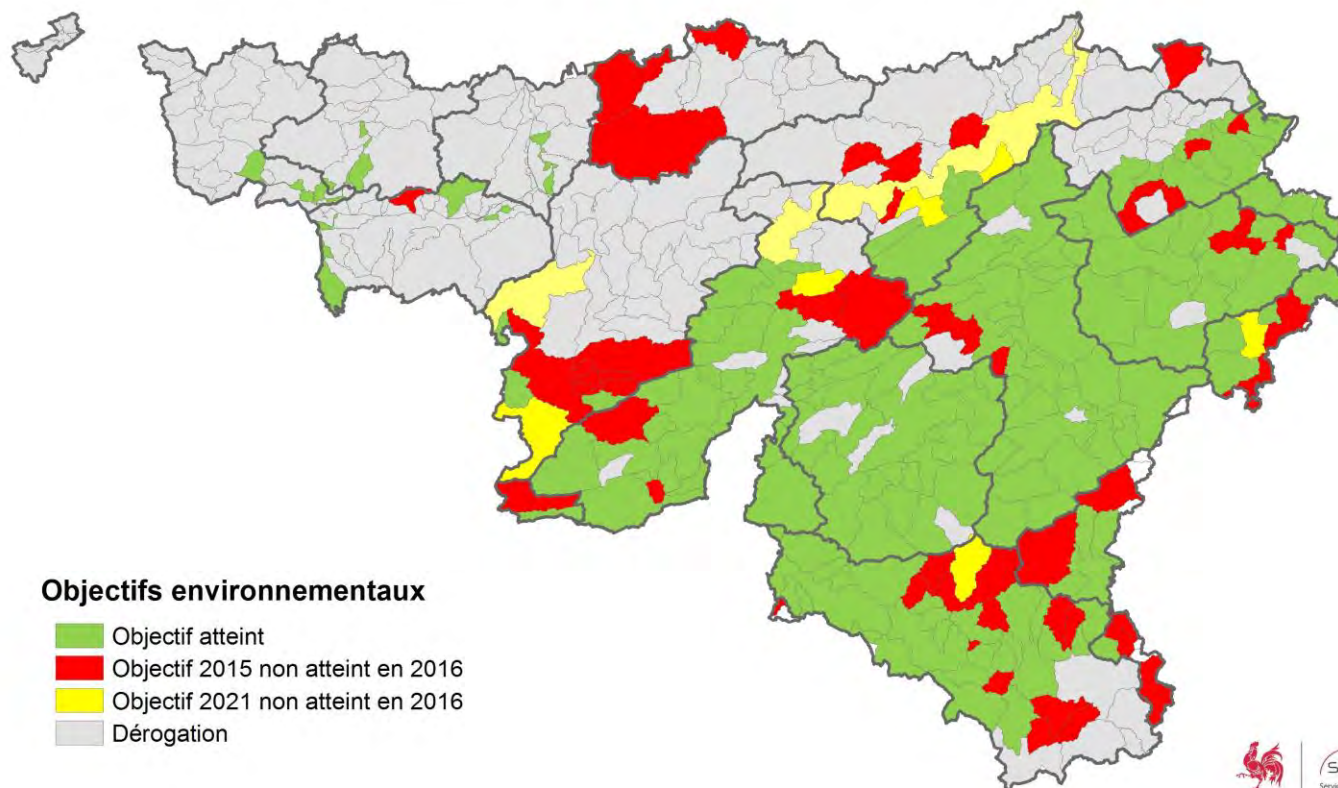 Objectifs environnementaux
Objectif atteint
Objectif 2015 non atteint en 2016
Objectif 2021 non atteint en 2016
Dérogation